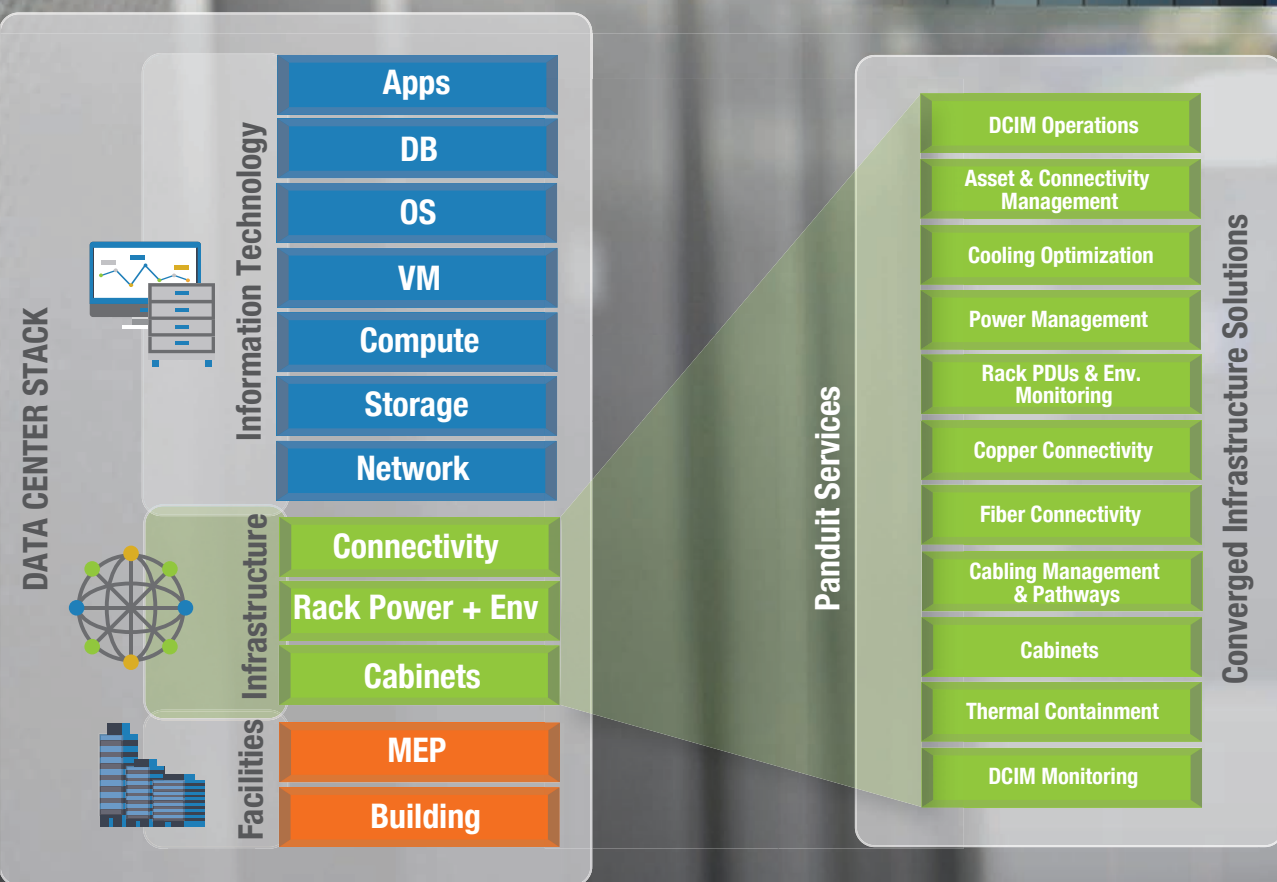 DATA CENTER STACK
Information Technology
Apps
DB
OS
VM
Compute
Storage
Network
Infrastructure
Connectivity
Rack Power + Env
Cabinets
Facilities
MEP
Building
Panduit Services
DCIM Operations
Asset & Connectivity
Management
Cooling Optimization
Power Management
Rack PDUs & Env.
Monitoring
Copper Connectivity
Fiber Connectivity
Cabling Management
& Pathways
Cabinets
Thermal Containment
DCIM Monitoring
Converged Infrastructure Solutions